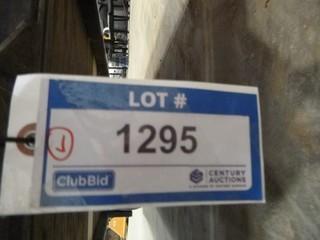 LOT #
L
1295
ClubBid
CENTURY
AUCTIONS